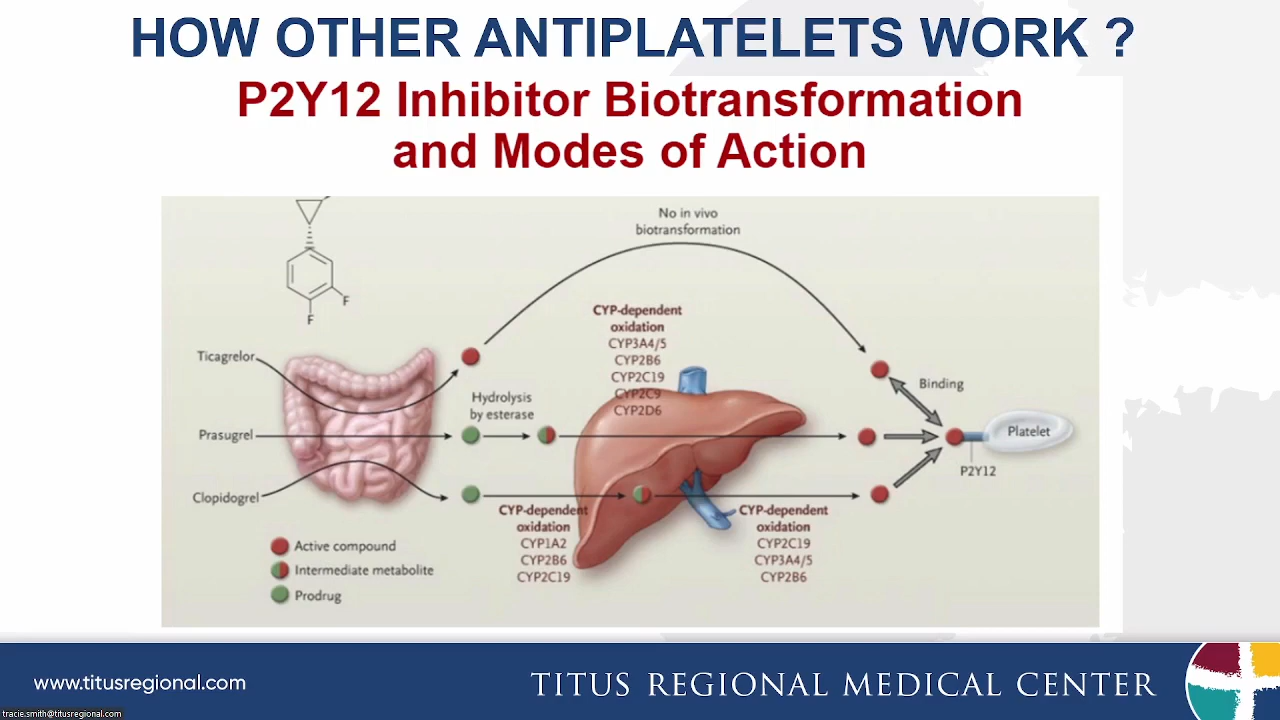 HOW OTHER ANTIPLATELETS WORK ?
P2Y12 Inhibitor Biotransformation
and Modes of Action
No in vivo
biotransformation
F
F
CYP-dependent
oxidation
CYP3A4/5
CYP2B6
CYP2C19
CYP2C9
CYP2D6
Ticagrelor
Hydrolysis
by esterase
Binding
Prasugrel
Platelet
P2Y12
Clopidogrel
CYP-dependent
oxidation
CYP1A2
CYP2B6
CYP2C19
CYP-dependent
oxidation
CYP2C19
CYP3A4/5
CYP2B6
Active compound
Intermediate metabolite
Prodrug
www.titusregional.com
TITUS REGIONAL MEDICAL CENTER
tracie.smith@titusregional.com